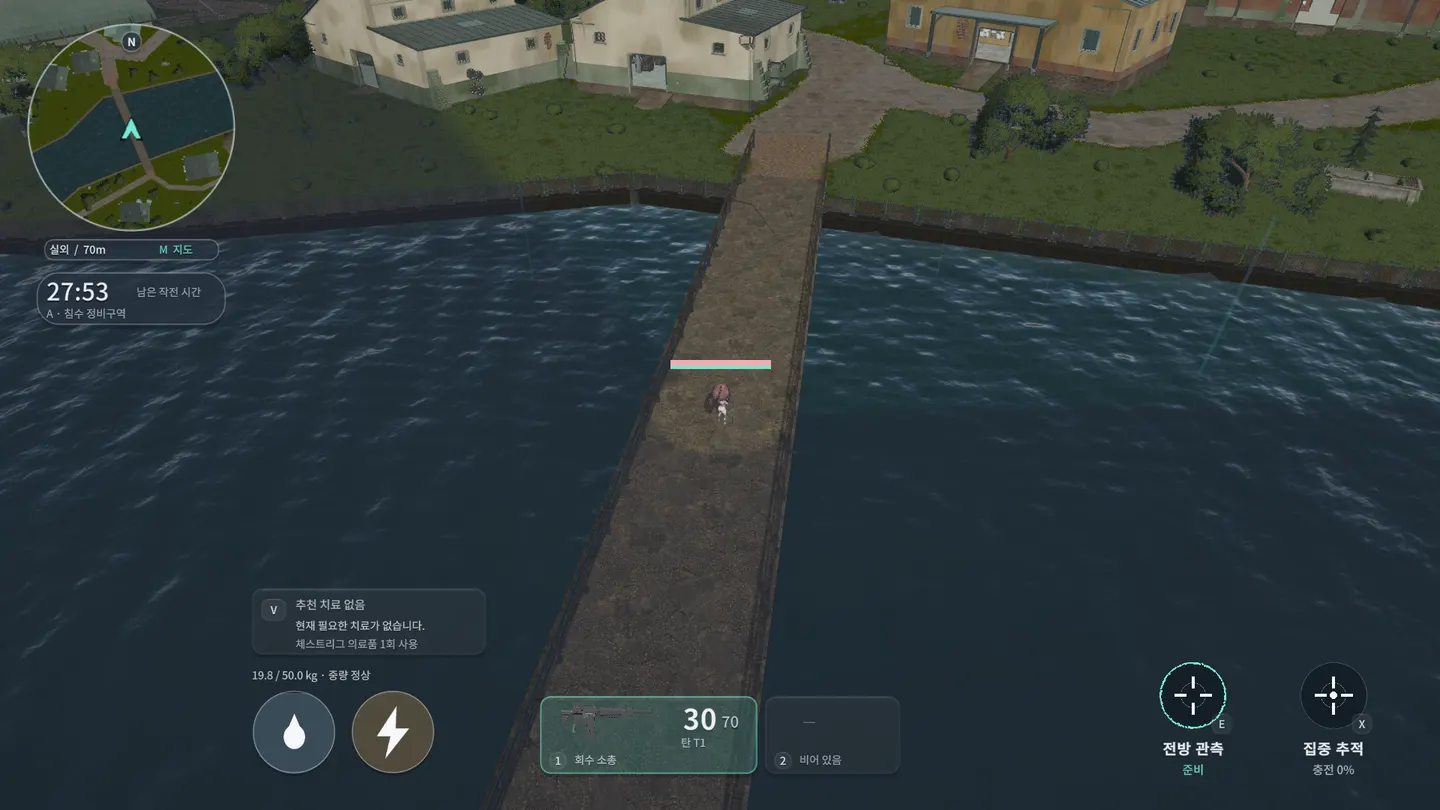 N
실외 / 70m M 지도
27:53 남은 작전 시간
A · 침수 정비구역
V 추천 치료 없음
현재 필요한 치료가 없습니다.
체스트리그 의료품 1회 사용
19.8 / 50.0 kg · 중량 정상
30 70
탄 T1
1 회수 소총
—
2 비어 있음
E
전방 관측
준비
X
집중 추적
충전 0%